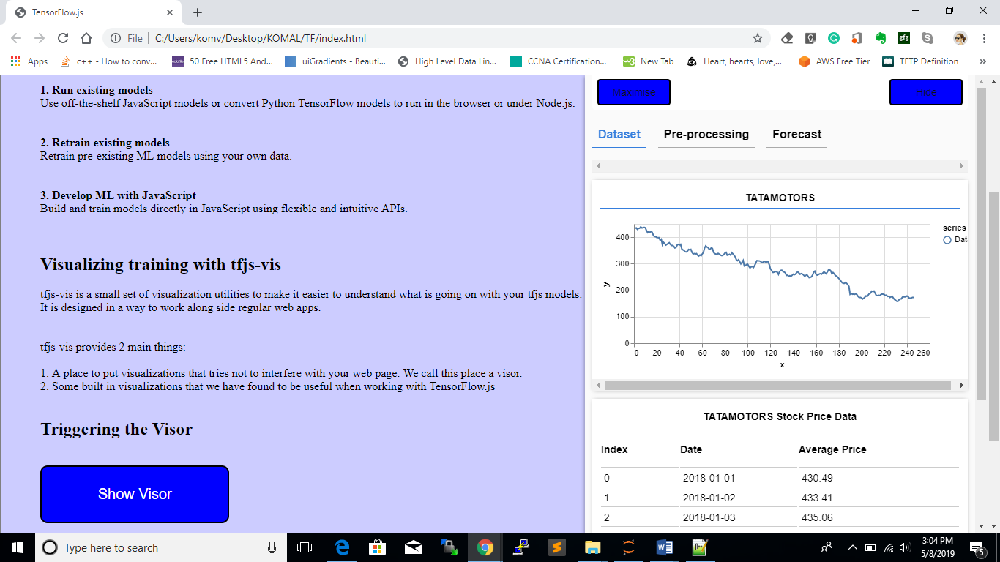 TensorFlow.js
File
C:/Users/komv/Desktop/KOMAL/TF/index.html
gfg
Apps
c++ - How to conv...
50 Free HTML5 And...
uiGradients - Beauti...
High Level Data Lin...
CCNA Certification...
New Tab
Heart, hearts, love,...
AWS Free Tier
TFTP Definition
»
1. Run existing models
Use off-the-shelf JavaScript models or convert Python TensorFlow models to run in the browser or under Node.js.
2. Retrain existing models
Retrain pre-existing ML models using your own data.
3. Develop ML with JavaScript
Build and train models directly in JavaScript using flexible and intuitive APIs.
Visualizing training with tfjs-vis
tfjs-vis is a small set of visualization utilities to make it easier to understand what is going on with your tfjs models.
It is designed in a way to work along side regular web apps.
tfjs-vis provides 2 main things:
1. A place to put visualizations that tries not to interfere with your web page. We call this place a visor.
2. Some built in visualizations that we have found to be useful when working with TensorFlow.js
Triggering the Visor
Show Visor
Maximise
Hide
Dataset Pre-processing Forecast
TATAMOTORS
series
Dat
400
300
200
100
0
y
0 20 40 60 80 100 120 140 160 180 200 220 240 260
x
TATAMOTORS Stock Price Data
Index Date Average Price
0 2018-01-01 430.49
1 2018-01-02 433.41
2 2018-01-03 435.06
Type here to search
3:04 PM
5/8/2019
5